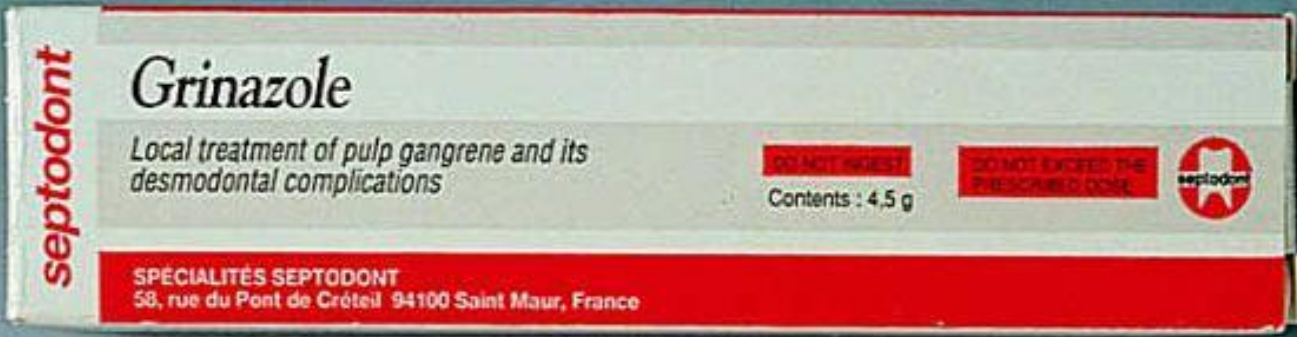 septodont
Grinazole
Local treatment of pulp gangrene and its
desmodontal complications
DO NOT INGEST
Contents : 4,5 g
DO NOT EXCEED THE
PRESCRIBED DOSE
septodont
SPÉCIALITÉS SEPTODONT
58, rue du Pont de Créteil 94100 Saint Maur, France